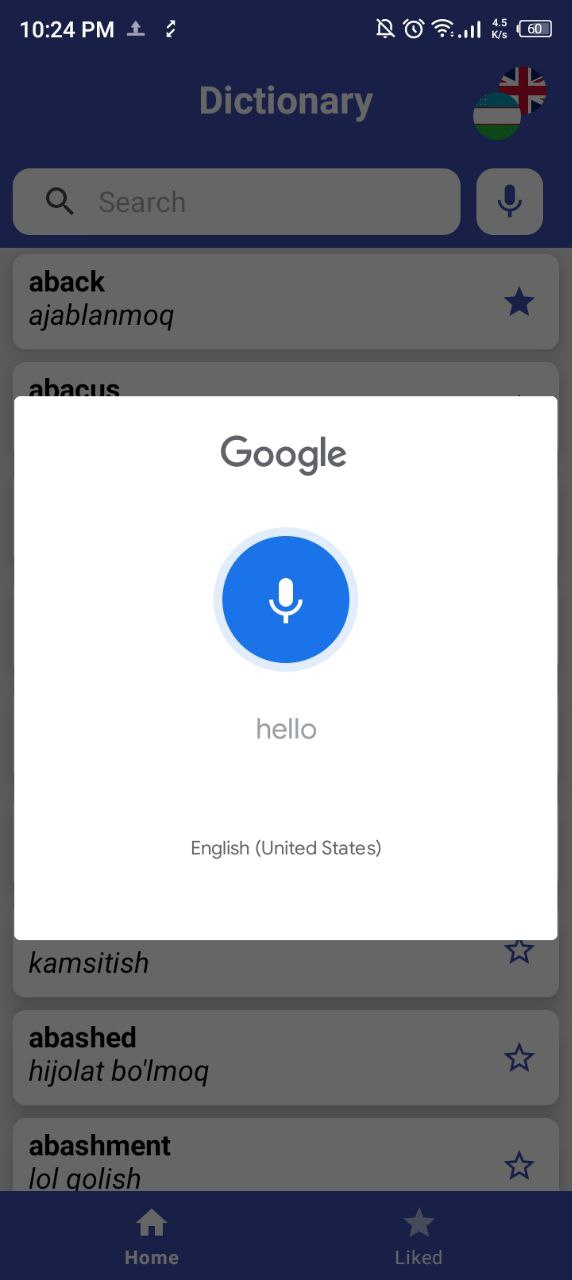 10:24 PM
4.5
K/s
60
Dictionary
Search
aback
ajablanmoq
abacus
Google
hello
English (United States)
kamsitish
abashed
hijolat bo'lmoq
abashment
lol qolish
Home
Liked